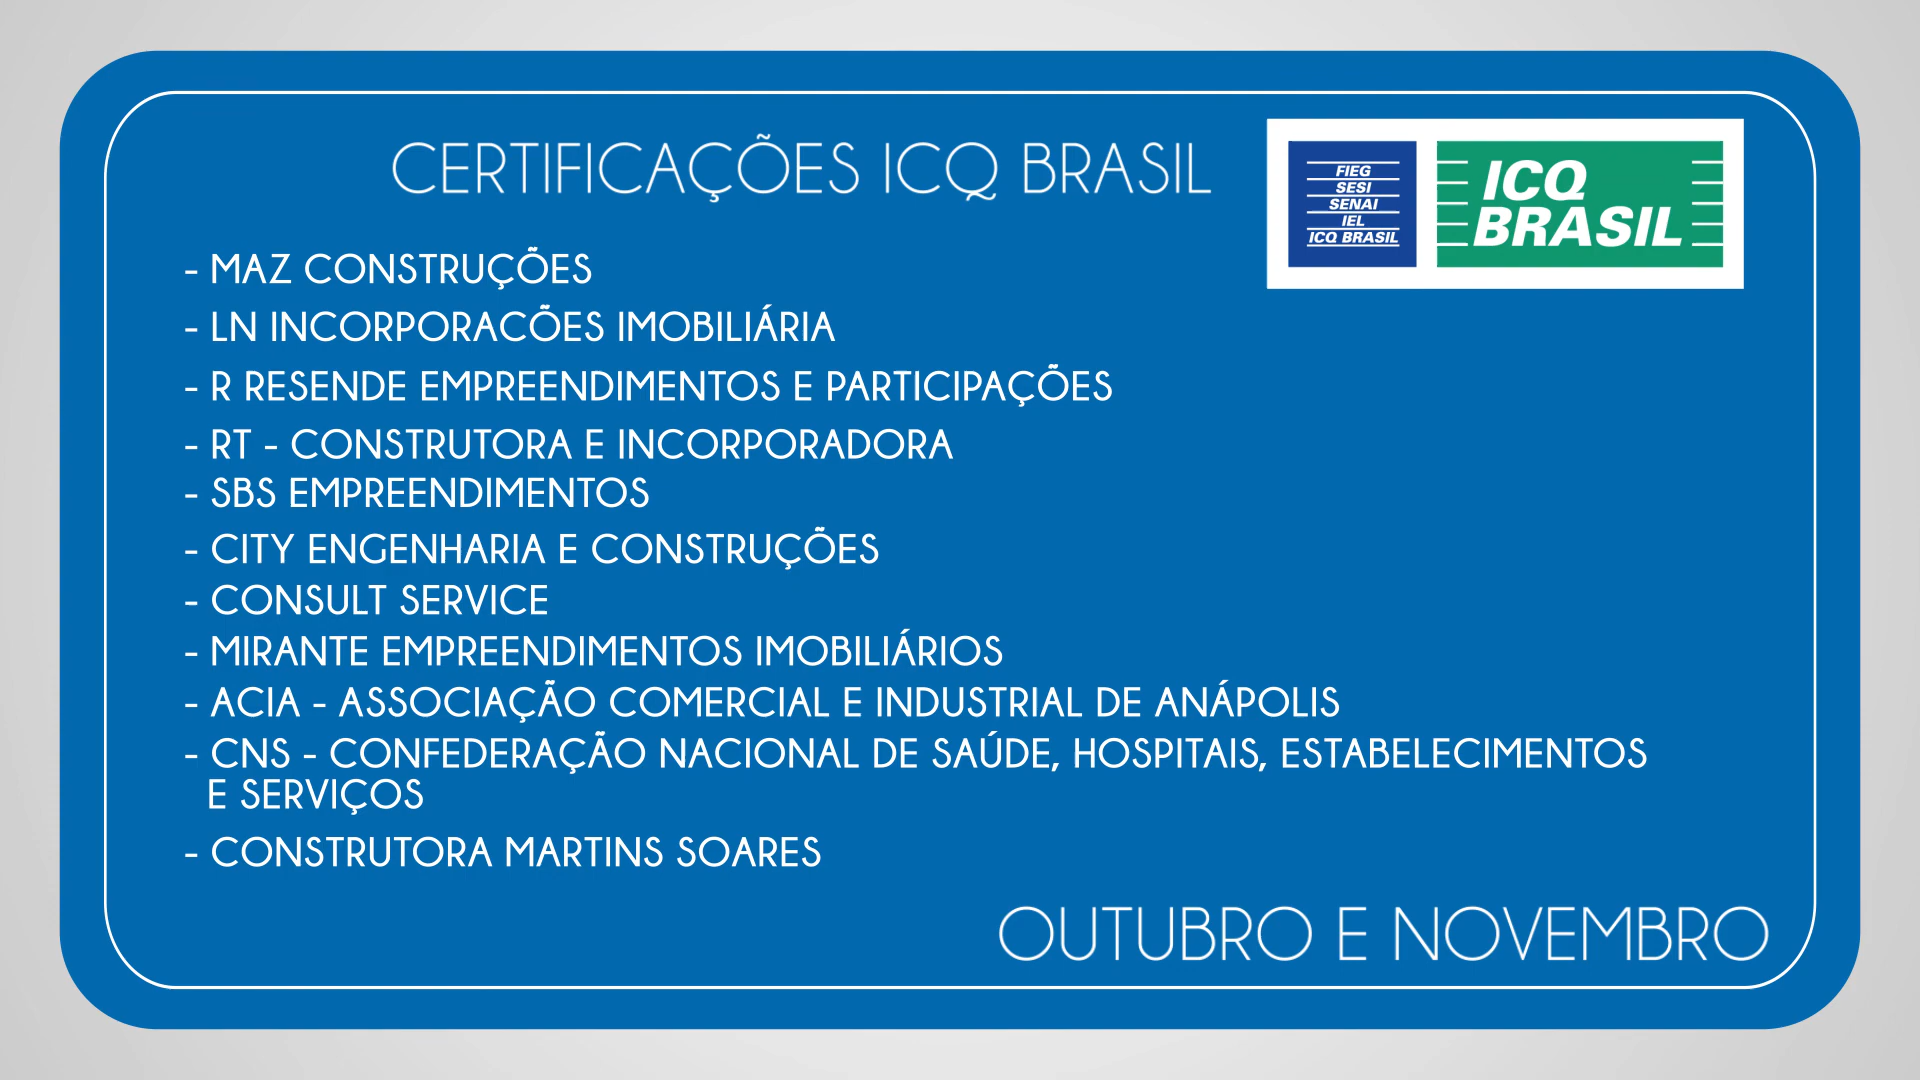 CERTIFICAÇÕES ICQ BRASIL
FIEG
SESI
SENAI
IEL
ICQ BRASIL
ICQ
BRASIL
- MAZ CONSTRUÇÕES
- LN INCORPORACÕES IMOBILIÁRIA
- R RESENDE EMPREENDIMENTOS E PARTICIPAÇÕES
- RT - CONSTRUTORA E INCORPORADORA
- SBS EMPREENDIMENTOS
- CITY ENGENHARIA E CONSTRUÇÕES
- CONSULT SERVICE
- MIRANTE EMPREENDIMENTOS IMOBILIÁRIOS
- ACIA - ASSOCIAÇÃO COMERCIAL E INDUSTRIAL DE ANÁPOLIS
- CNS - CONFEDERAÇÃO NACIONAL DE SAÚDE, HOSPITAIS, ESTABELECIMENTOS
E SERVIÇOS
- CONSTRUTORA MARTINS SOARES
OUTUBRO E NOVEMBRO